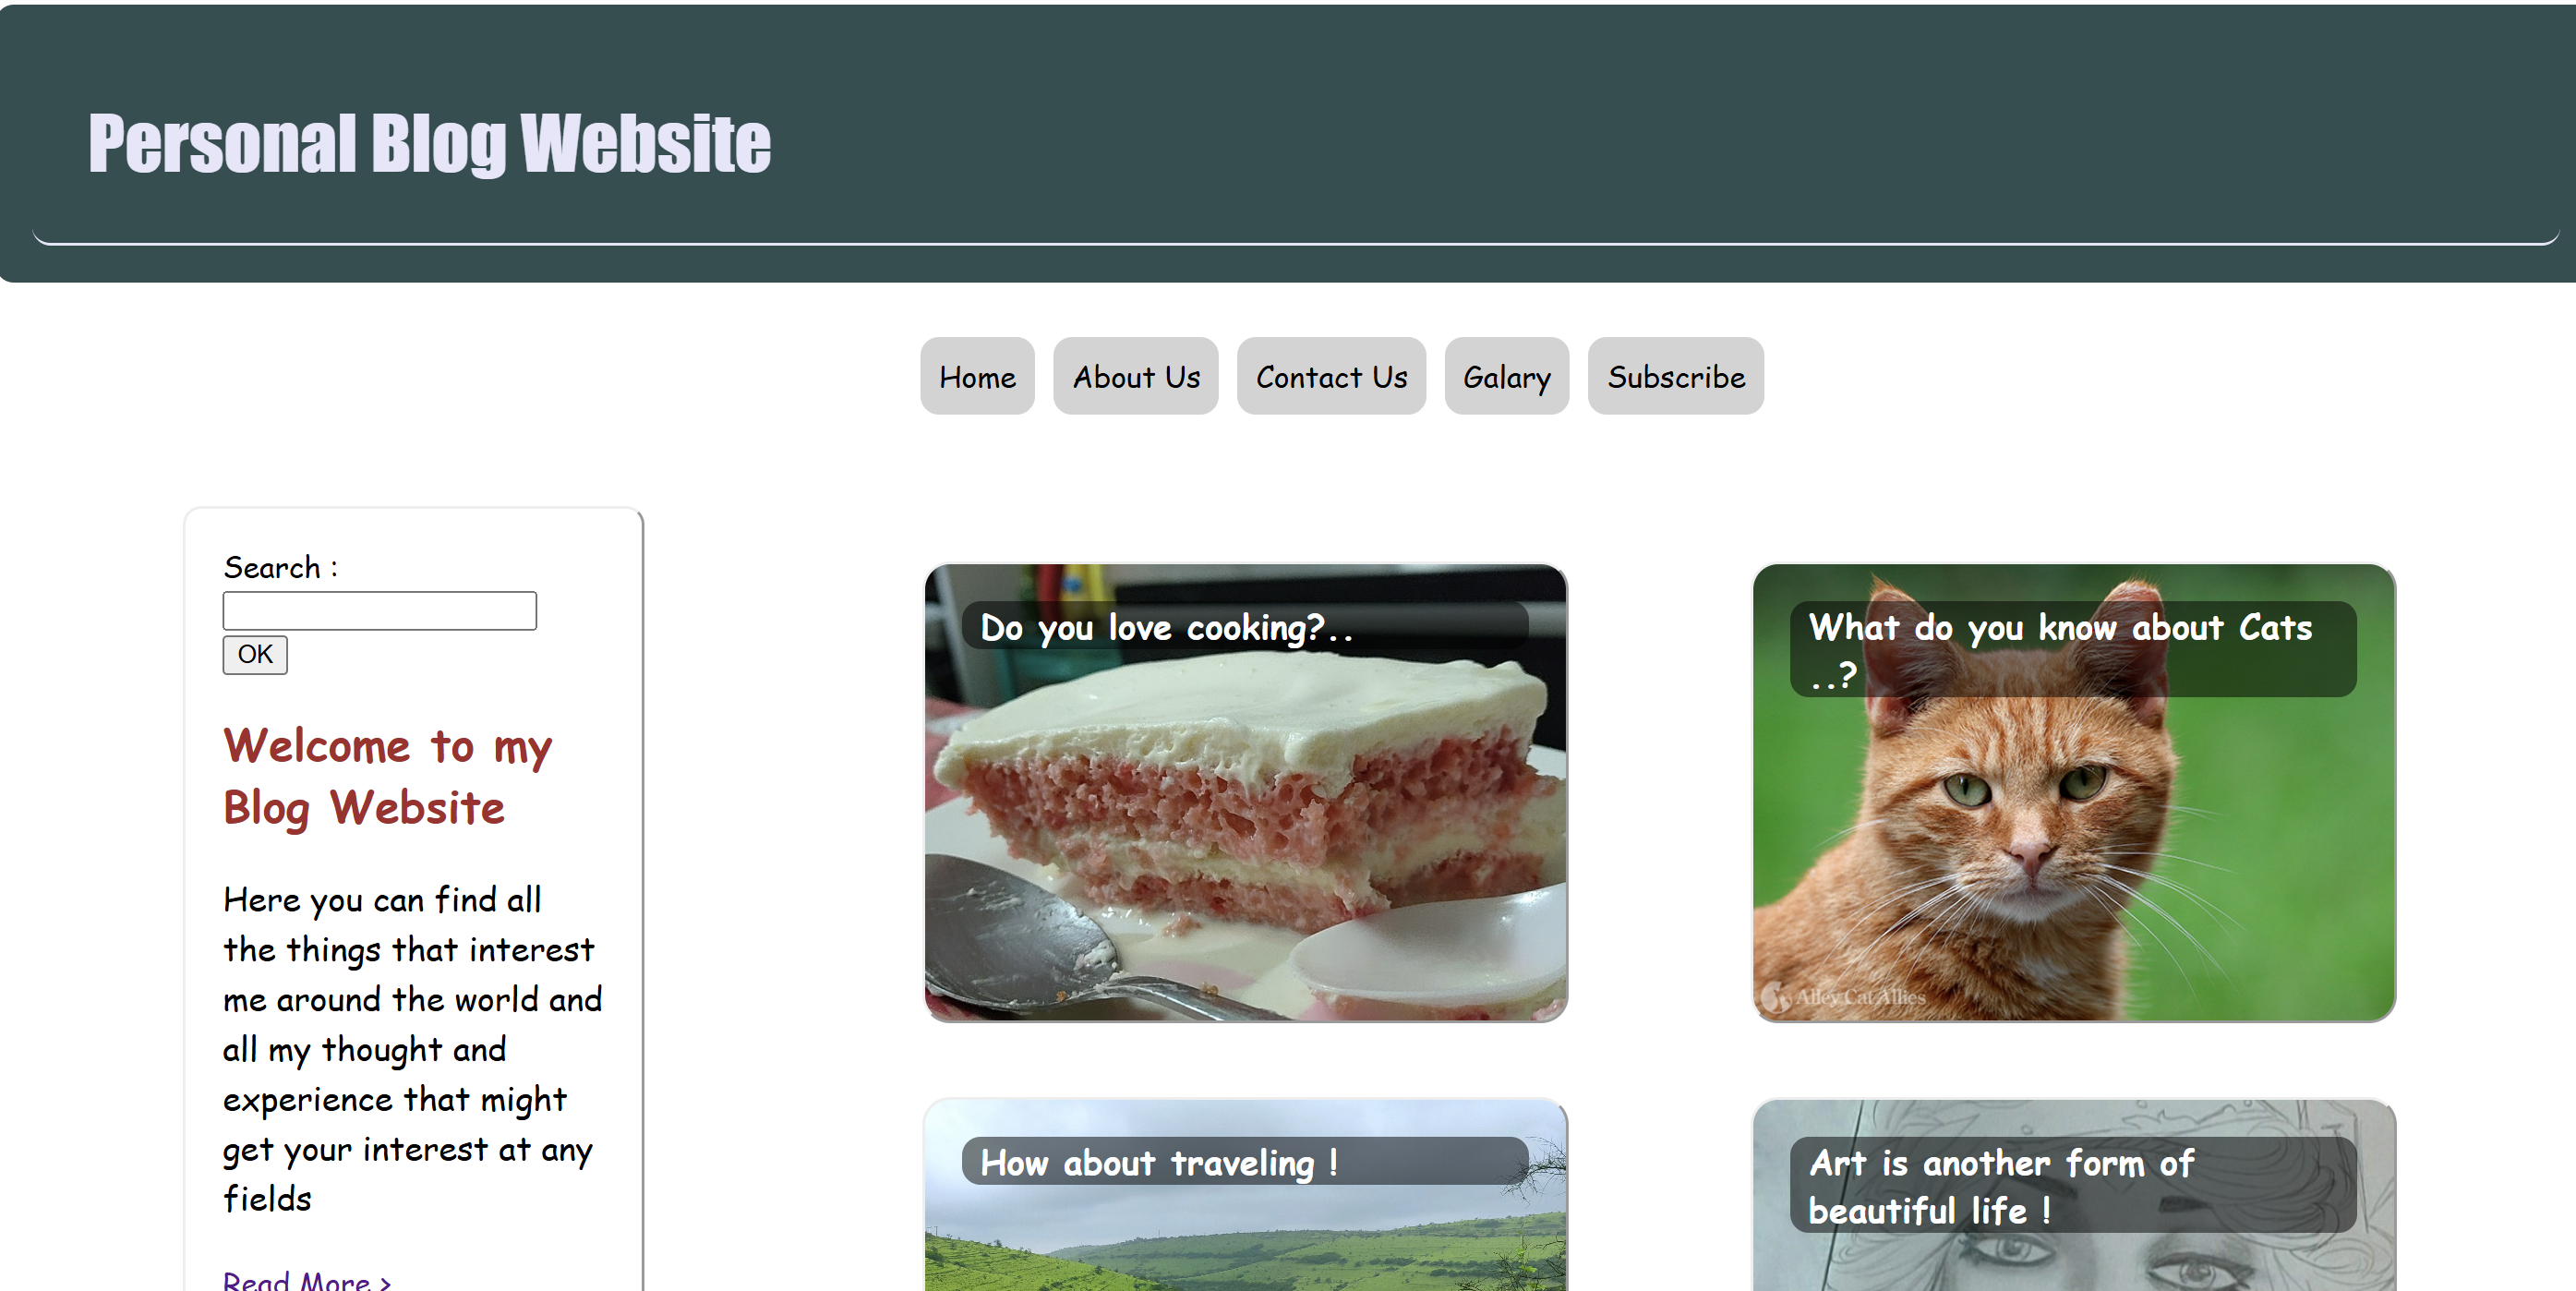 Personal Blog Website
Home About Us Contact Us Galary Subscribe
Search :
OK
Welcome to my
Blog Website
Here you can find all
the things that interest
me around the world and
all my thought and
experience that might
get your interest at any
fields
Read More >
Do you love cooking?..
What do you know about Cats
..?
Alley Cat Allies
How about traveling !
Art is another form of
beautiful life !